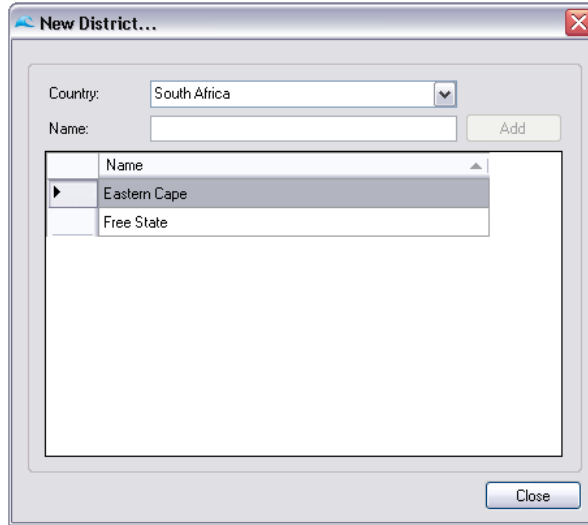 New District...
Country: South Africa
Name: Add
Name
Eastern Cape
Free State
Close